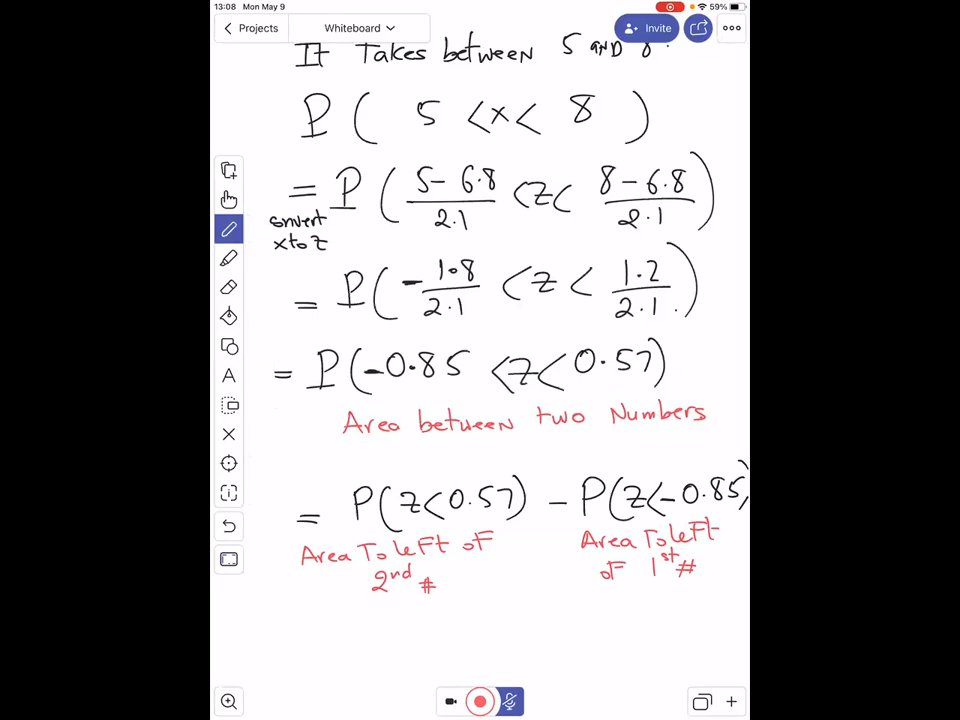 13:08 Mon May 9
59%
Projects
Whiteboard
Invite
It Takes between 5 AND 8.
P( 5 <x< 8 )
= P( 5-6.8/2.1 <z< 8-6.8/2.1 )
convert
x to z
= P( -1.8/2.1 < z < 1.2/2.1 )
= P(-0.85 <z< 0.57)
Area between two Numbers
= P(z<0.57) - P(z<-0.85)
Area To left of
2nd #
Area To left
of 1st #
A